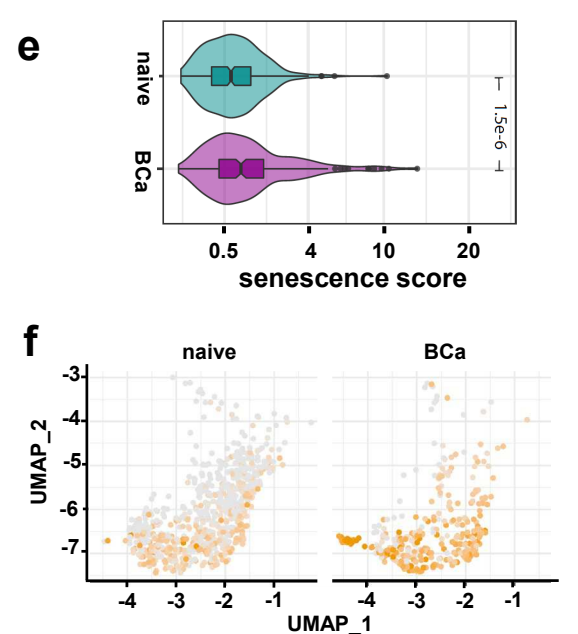 e
naive
BCa
1.5e-6
0.5 4 10 20
senescence score
f
naive BCa
UMAP_2
-3
-4
-5
-6
-7
-4 -3 -2 -1 -4 -3 -2 -1
UMAP_1